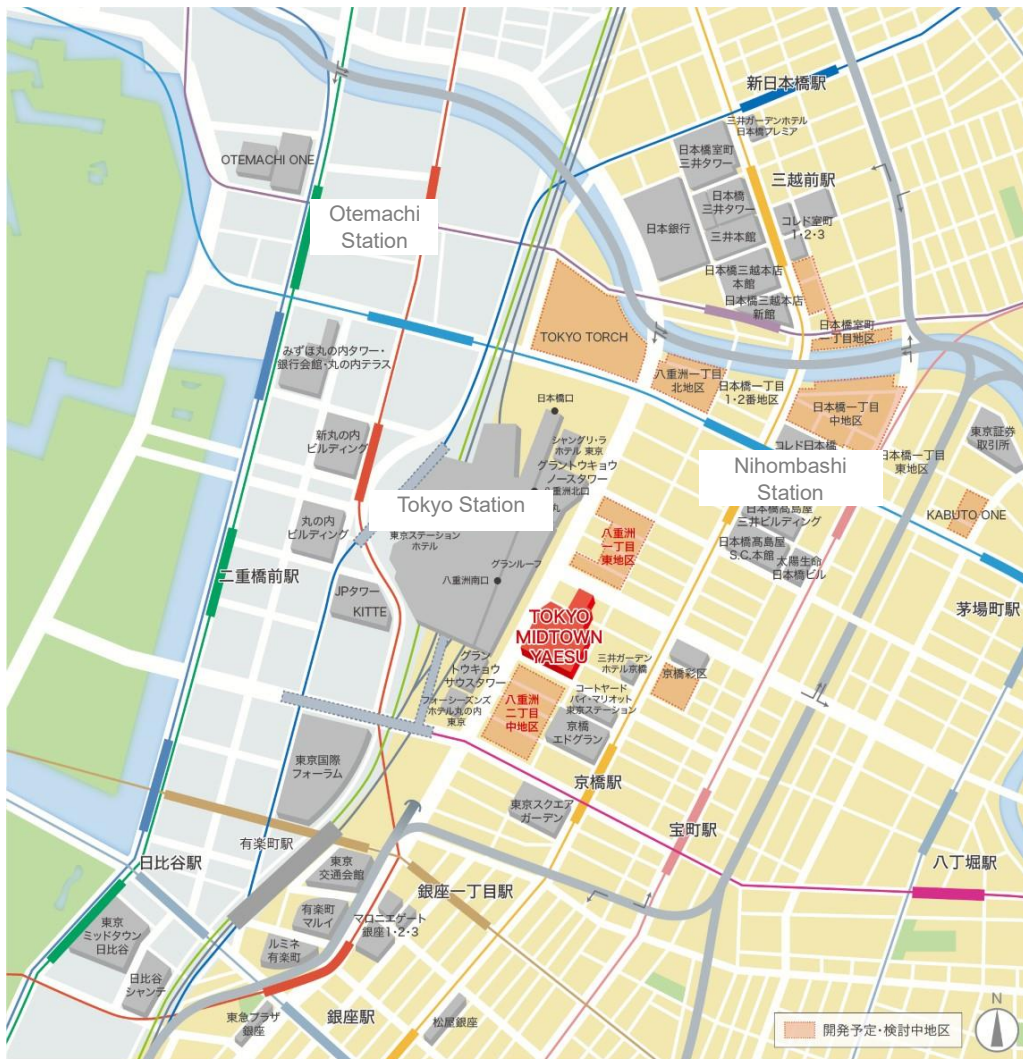 新日本橋駅
三井ガーデンホテル
日本橋プレミア
日本橋室町
三井タワー
OTEMACHI ONE
三越前駅
日本橋
三井タワー
コレド室町
1・2・3
日本銀行
三井本館
Otemachi
Station
日本橋三越本店
本館
日本橋三越本店
新館
TOKYO TORCH
日本橋室町
一丁目地区
みずほ丸の内タワー・
銀行会館・丸の内テラス
八重洲一丁目
北地区
日本橋一丁目
1・2番地区
日本橋一丁目
中地区
日本橋口
新丸の内
ビルディング
シャングリ・ラ
ホテル 東京
グラントウキョウ
ノースタワー
八重洲北口
コレド日本橋
日本橋一丁目
東地区
東京証券
取引所
Nihombashi
Station
Tokyo Station
丸
丸の内
ビルディング
東京ステーション
ホテル
八重洲
一丁目
東地区
日本橋髙島屋
三井ビルディング
KABUTO ONE
日本橋髙島屋
S.C.本館
太陽生命
日本橋ビル
グランルーフ
八重洲南口
二重橋前駅
JPタワー
KITTE
TOKYO
MIDTOWN
YAESU
茅場町駅
グラン
トウキョウ
サウスタワー
三井ガーデン
ホテル京橋
京橋彩区
フォーシーズンズ
ホテル丸の内
東京
八重洲
二丁目
中地区
コートヤード
バイ・マリオット
東京ステーション
京橋
エドグラン
東京国際
フォーラム
京橋駅
東京スクエア
ガーデン
宝町駅
有楽町駅
日比谷駅
東京
交通会館
銀座一丁目駅
八丁堀駅
有楽町
マルイ
マロニエゲート
銀座1・2・3
東京
ミッドタウン
日比谷
ルミネ
有楽町
日比谷
シャンテ
東急プラザ
銀座
銀座駅
松屋銀座
開発予定・検討中地区
N